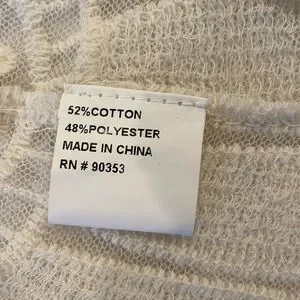 52%COTTON
48%POLYESTER
MADE IN CHINA
RN # 90353